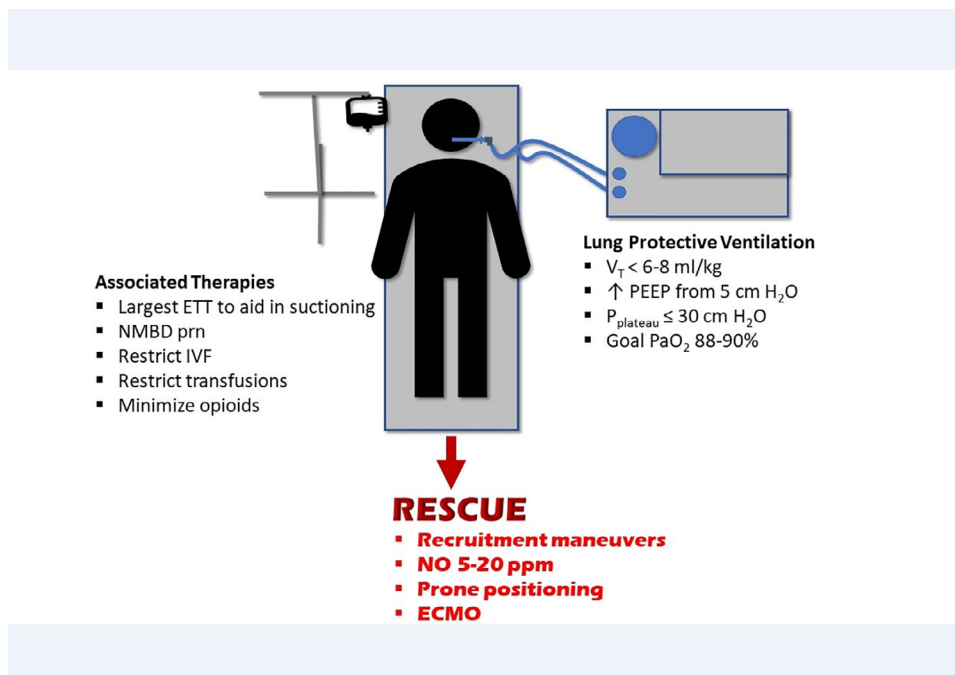 Associated Therapies
▪ Largest ETT to aid in suctioning
▪ NMBD prn
▪ Restrict IVF
▪ Restrict transfusions
▪ Minimize opioids
Lung Protective Ventilation
▪ V_T < 6-8 ml/kg
▪ ↑ PEEP from 5 cm H₂O
▪ P_plateau ≤ 30 cm H₂O
▪ Goal PaO₂ 88-90%
RESCUE
▪ Recruitment maneuvers
▪ NO 5-20 ppm
▪ Prone positioning
▪ ECMO